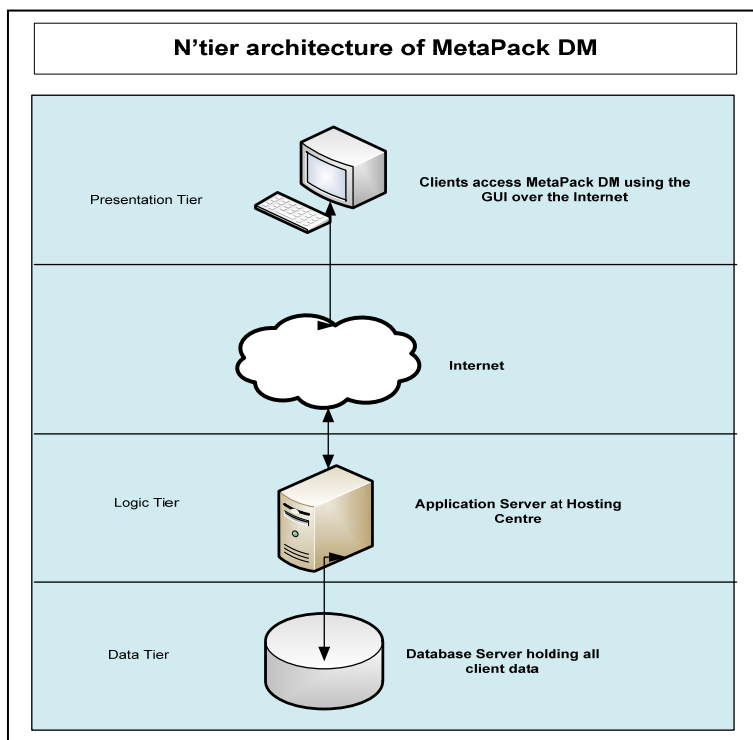 N’tier architecture of MetaPack DM
Presentation Tier
Clients access MetaPack DM using the
GUI over the Internet
Internet
Logic Tier
Application Server at Hosting
Centre
Data Tier
Database Server holding all
client data